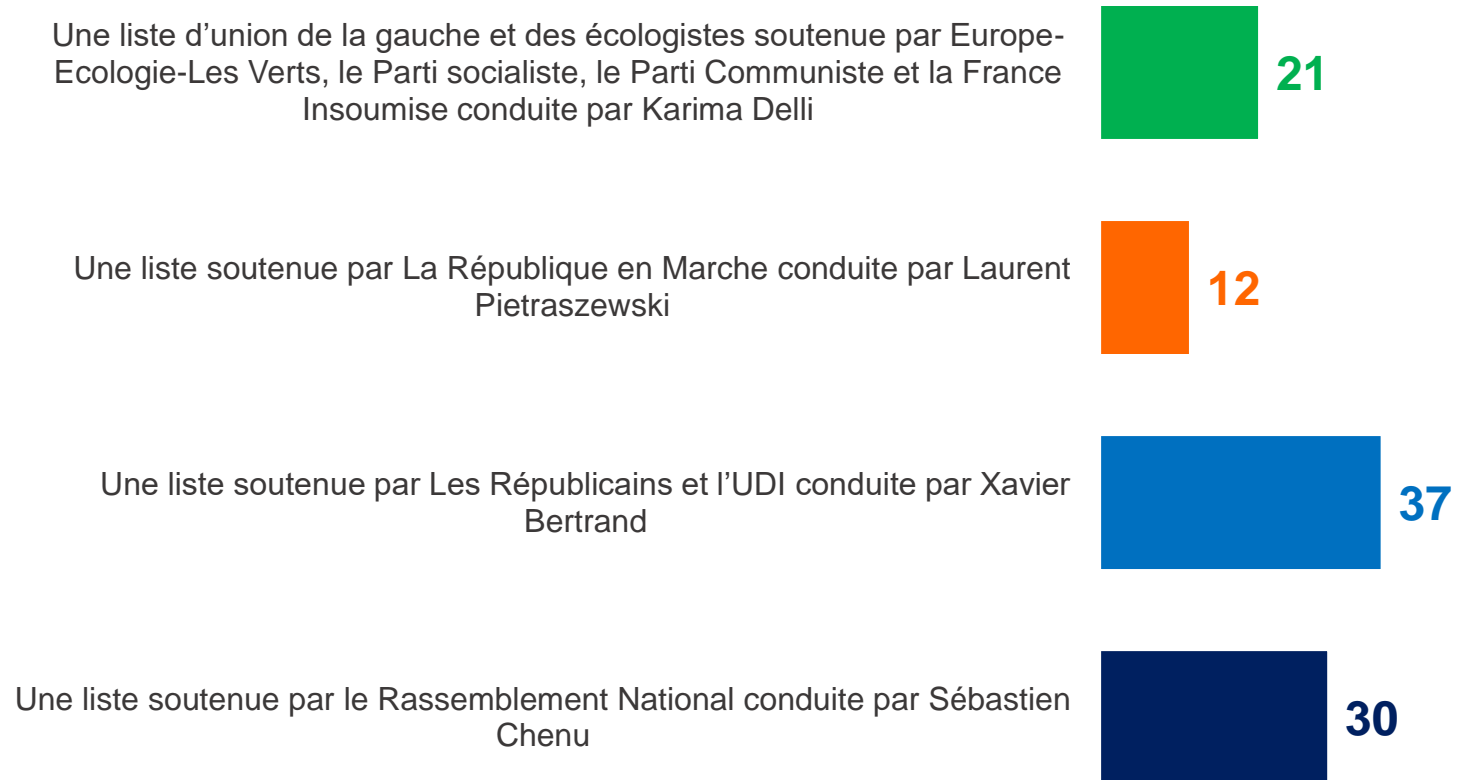 Une liste d’union de la gauche et des écologistes soutenue par Europe-
Ecologie-Les Verts, le Parti socialiste, le Parti Communiste et la France
Insoumise conduite par Karima Delli
21
Une liste soutenue par La République en Marche conduite par Laurent
Pietraszewski
12
Une liste soutenue par Les Républicains et l’UDI conduite par Xavier
Bertrand
37
Une liste soutenue par le Rassemblement National conduite par Sébastien
Chenu
30